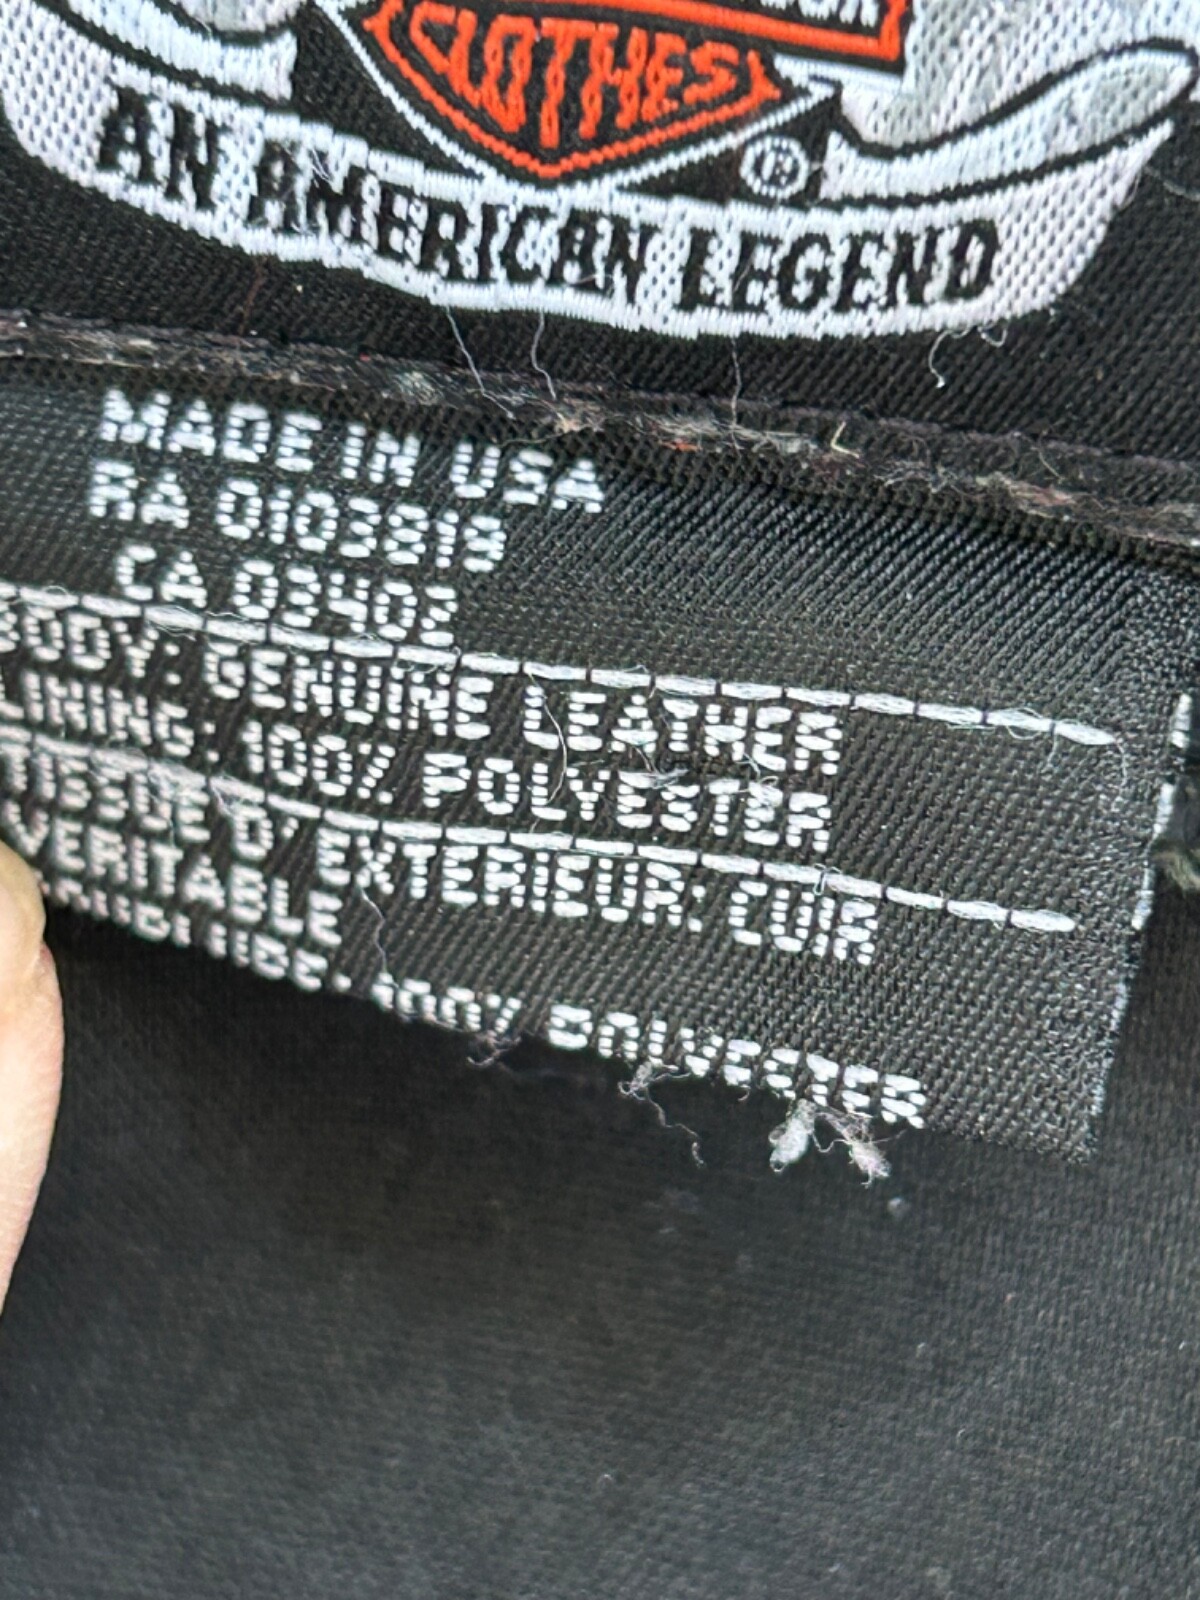 CLOTHES
®
AN AMERICAN LEGEND
MADE IN USA
RA 0103819
CA 03402
BODY: GENUINE LEATHER
LINING: 100% POLYESTER
TISSUE D'EXTERIEUR: CUIR
VERITABLE
100% POLYESTER